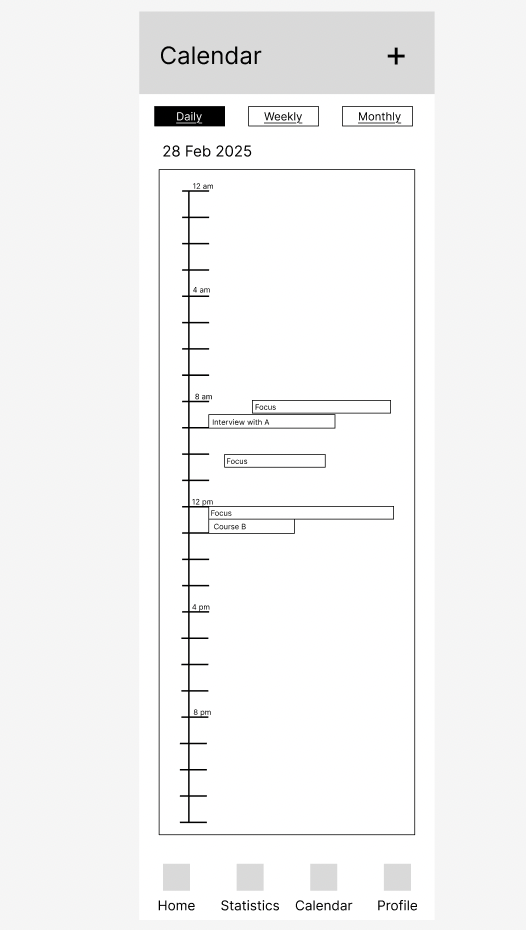 Calendar +
Daily Weekly Monthly
28 Feb 2025
12 am
4 am
8 am
Focus
Interview with A
Focus
12 pm
Focus
Course B
4 pm
8 pm
Home Statistics Calendar Profile